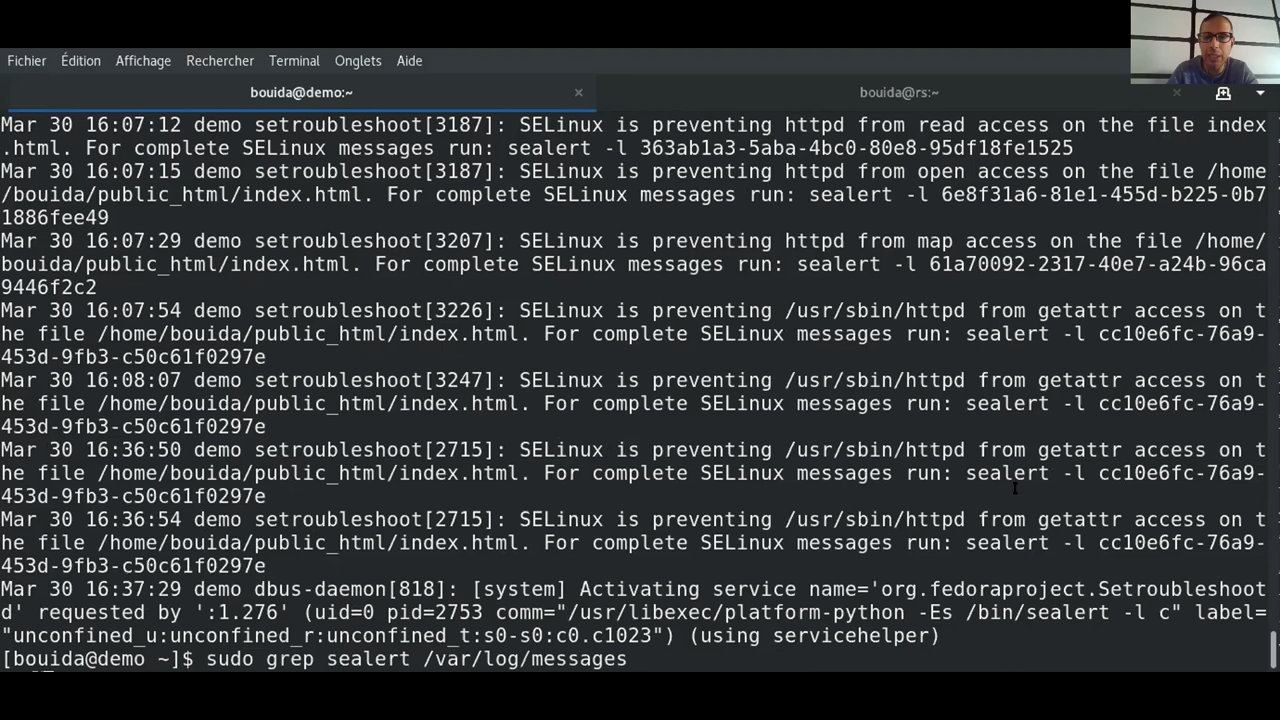 Fichier Édition Affichage Rechercher Terminal Onglets Aide
bouida@demo:~ × bouida@rs:~ ×
Mar 30 16:07:12 demo setroubleshoot[3187]: SELinux is preventing httpd from read access on the file index
.html. For complete SELinux messages run: sealert -l 363ab1a3-5aba-4bc0-80e8-95df18fe1525
Mar 30 16:07:15 demo setroubleshoot[3187]: SELinux is preventing httpd from open access on the file /home
/bouida/public_html/index.html. For complete SELinux messages run: sealert -l 6e8f31a6-81e1-455d-b225-0b7
1886fee49
Mar 30 16:07:29 demo setroubleshoot[3207]: SELinux is preventing httpd from map access on the file /home/
bouida/public_html/index.html. For complete SELinux messages run: sealert -l 61a70092-2317-40e7-a24b-96ca
9446f2c2
Mar 30 16:07:54 demo setroubleshoot[3226]: SELinux is preventing /usr/sbin/httpd from getattr access on t
he file /home/bouida/public_html/index.html. For complete SELinux messages run: sealert -l cc10e6fc-76a9-
453d-9fb3-c50c61f0297e
Mar 30 16:08:07 demo setroubleshoot[3247]: SELinux is preventing /usr/sbin/httpd from getattr access on t
he file /home/bouida/public_html/index.html. For complete SELinux messages run: sealert -l cc10e6fc-76a9-
453d-9fb3-c50c61f0297e
Mar 30 16:36:50 demo setroubleshoot[2715]: SELinux is preventing /usr/sbin/httpd from getattr access on t
he file /home/bouida/public_html/index.html. For complete SELinux messages run: sealert -l cc10e6fc-76a9-
453d-9fb3-c50c61f0297e
Mar 30 16:36:54 demo setroubleshoot[2715]: SELinux is preventing /usr/sbin/httpd from getattr access on t
he file /home/bouida/public_html/index.html. For complete SELinux messages run: sealert -l cc10e6fc-76a9-
453d-9fb3-c50c61f0297e
Mar 30 16:37:29 demo dbus-daemon[818]: [system] Activating service name='org.fedoraproject.Setroubleshoot
d' requested by ':1.276' (uid=0 pid=2753 comm="/usr/libexec/platform-python -Es /bin/sealert -l c" label=
"unconfined_u:unconfined_r:unconfined_t:s0-s0:c0.c1023") (using servicehelper)
[bouida@demo ~]$ sudo grep sealert /var/log/messages